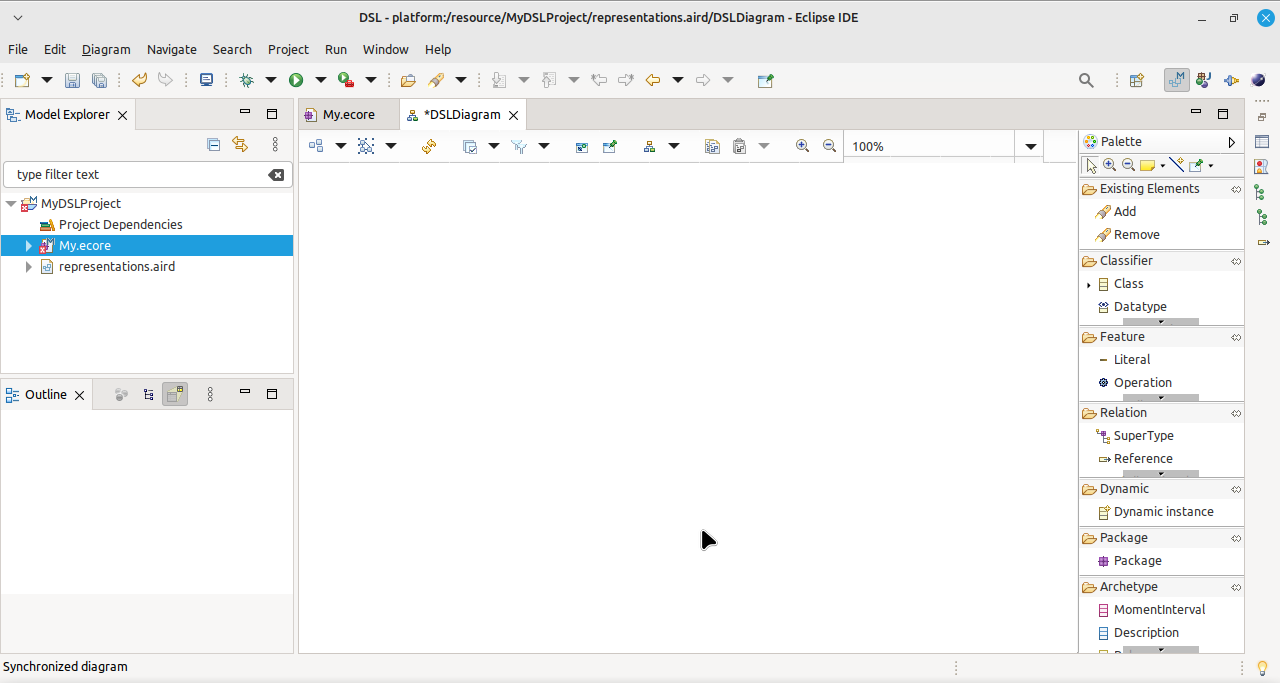 DSL - platform:/resource/MyDSLProject/representations.aird/DSLDiagram - Eclipse IDE
File Edit Diagram Navigate Search Project Run Window Help
Model Explorer
type filter text
MyDSLProject
Project Dependencies
My.ecore
representations.aird
Outline
My.ecore
*DSLDiagram
100%
Palette
Existing Elements
Add
Remove
Classifier
Class
Datatype
Feature
Literal
Operation
Relation
SuperType
Reference
Dynamic
Dynamic instance
Package
Package
Archetype
MomentInterval
Description
Synchronized diagram